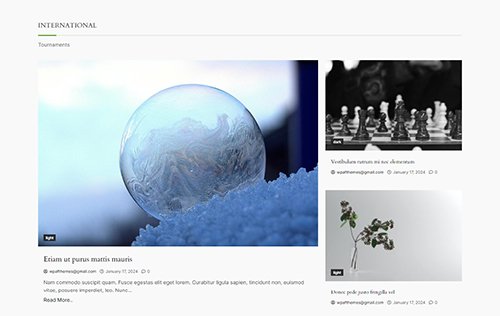 INTERNATIONAL
Tournaments
light
Etiam ut purus mattis mauris
wpafthemes@gmail.com January 17, 2024 0
Nam commodo suscipit quam. Fusce egestas elit eget lorem. Curabitur ligula sapien, tincidunt non, euismod
vitae, posuere imperdiet, leo. Nunc...
Read More..
dark
Vestibulum rutrum mi nec elementum
wpafthemes@gmail.com January 17, 2024 0
light
Donec pede justo fringilla vel
wpafthemes@gmail.com January 17, 2024 0